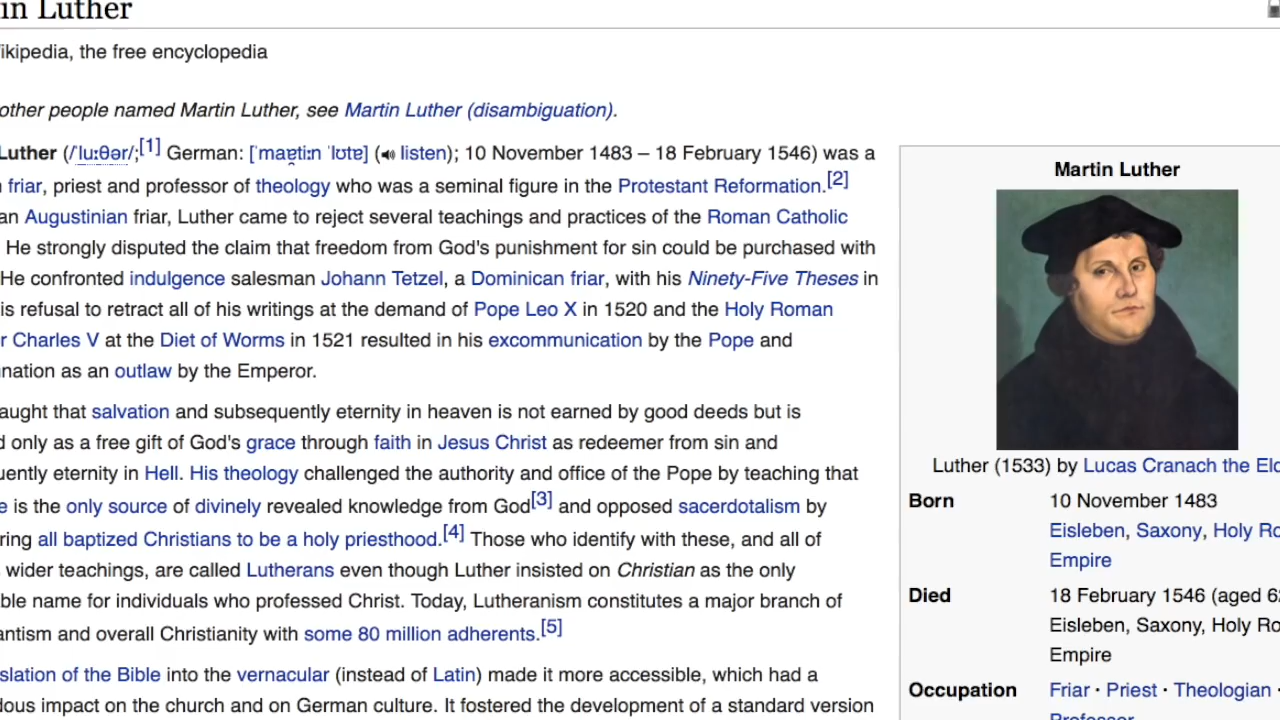 in Luther
ikipedia, the free encyclopedia
other people named Martin Luther, see Martin Luther (disambiguation).
Luther (/ˈluːθər/;[1] German: [ˈmaɐ̯tiːn ˈlʊtɐ] (listen); 10 November 1483 – 18 February 1546) was a
friar, priest and professor of theology who was a seminal figure in the Protestant Reformation.[2]
an Augustinian friar, Luther came to reject several teachings and practices of the Roman Catholic
He strongly disputed the claim that freedom from God's punishment for sin could be purchased with
He confronted indulgence salesman Johann Tetzel, a Dominican friar, with his Ninety-Five Theses in
is refusal to retract all of his writings at the demand of Pope Leo X in 1520 and the Holy Roman
r Charles V at the Diet of Worms in 1521 resulted in his excommunication by the Pope and
nation as an outlaw by the Emperor.
aught that salvation and subsequently eternity in heaven is not earned by good deeds but is
d only as a free gift of God's grace through faith in Jesus Christ as redeemer from sin and
uently eternity in Hell. His theology challenged the authority and office of the Pope by teaching that
e is the only source of divinely revealed knowledge from God[3] and opposed sacerdotalism by
ring all baptized Christians to be a holy priesthood.[4] Those who identify with these, and all of
wider teachings, are called Lutherans even though Luther insisted on Christian as the only
ble name for individuals who professed Christ. Today, Lutheranism constitutes a major branch of
antism and overall Christianity with some 80 million adherents.[5]
slation of the Bible into the vernacular (instead of Latin) made it more accessible, which had a
dous impact on the church and on German culture. It fostered the development of a standard version
Martin Luther
Luther (1533) by Lucas Cranach the Eld
Born 10 November 1483
Eisleben, Saxony, Holy Ro
Empire
Died 18 February 1546 (aged 62
Eisleben, Saxony, Holy Ro
Empire
Occupation Friar · Priest · Theologian ·
Professor